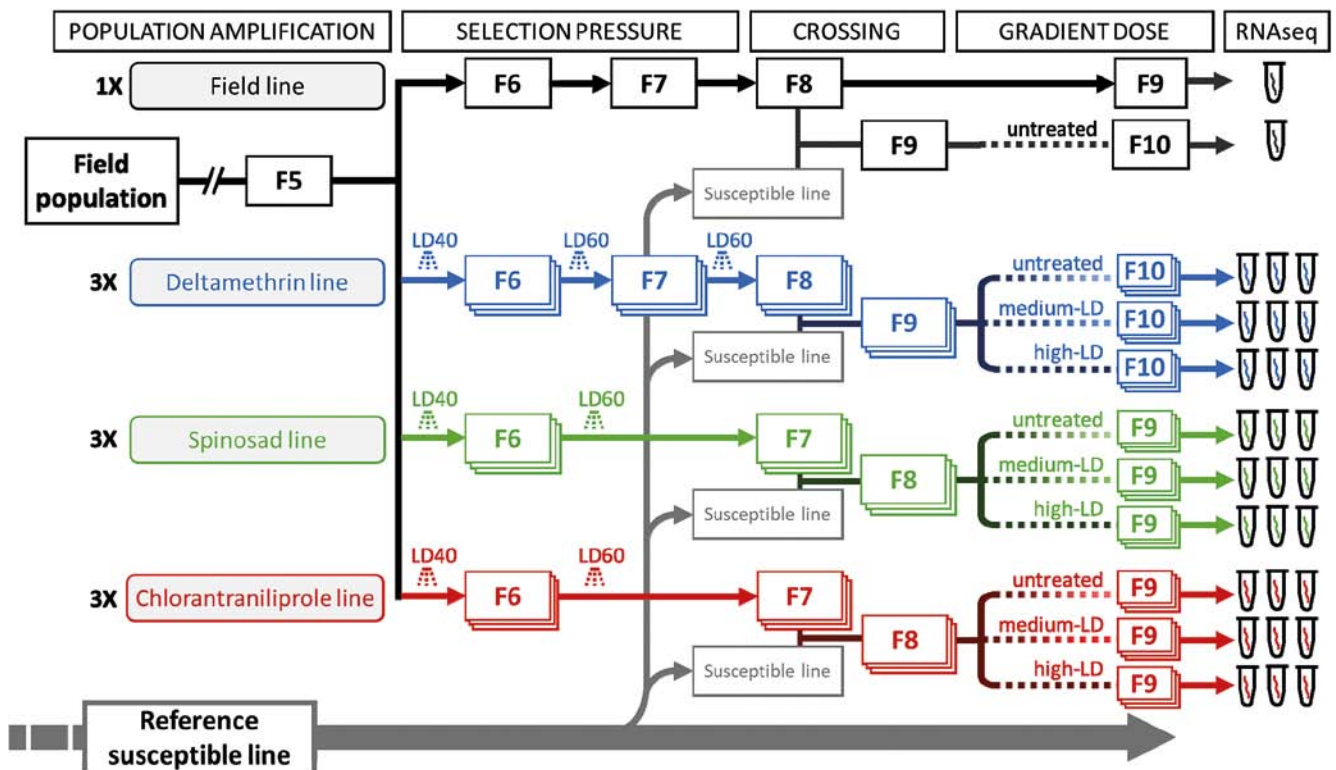 POPULATION AMPLIFICATION SELECTION PRESSURE CROSSING GRADIENT DOSE RNAseq
1X Field line F6 F7 F8 F9
Field population F5
F9 untreated F10
Susceptible line
LD40 LD60 LD60
3X Deltamethrin line F6 F7 F8
F9
untreated F10
medium-LD F10
high-LD F10
Susceptible line
LD40 LD60
3X Spinosad line F6 F7
F8
untreated F9
medium-LD F9
high-LD F9
Susceptible line
LD40 LD60
3X Chlorantraniliprole line F6 F7
F8
untreated F9
medium-LD F9
high-LD F9
Susceptible line
Reference
susceptible line